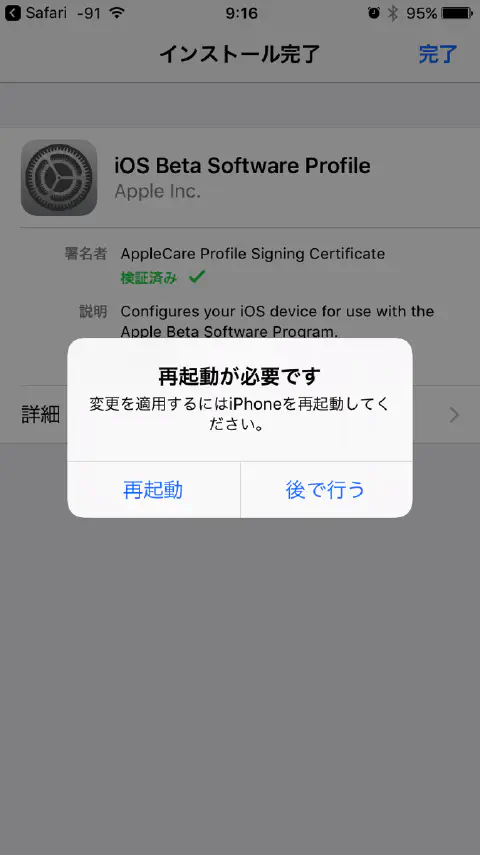 Safari -91 9:16 95%
インストール完了 完了
iOS Beta Software Profile
Apple Inc.
署名者 AppleCare Profile Signing Certificate
検証済み
説明 Configures your iOS device for use with the
Apple Beta Software Program.
再起動が必要です
変更を適用するにはiPhoneを再起動してく
ださい。
詳細
再起動 後で行う